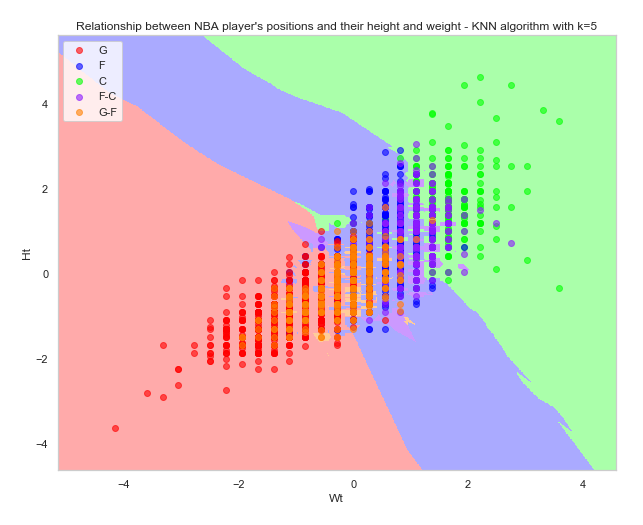 Relationship between NBA player's positions and their height and weight - KNN algorithm with k=5
G
F
C
F-C
G-F
4
2
0
−2
−4
Ht
−4
−2
0
2
4
Wt